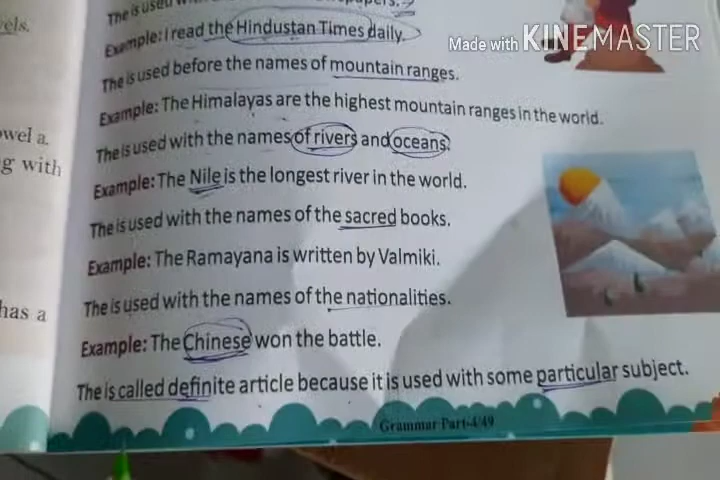 The is used
Example: I read the Hindustan Times daily.
The is used before the names of mountain ranges.
Example: The Himalayas are the highest mountain ranges in the world.
The is used with the names of rivers and oceans.
Example: The Nile is the longest river in the world.
The is used with the names of the sacred books.
Example: The Ramayana is written by Valmiki.
The is used with the names of the nationalities.
Example: The Chinese won the battle.
The is called definite article because it is used with some particular subject.
Grammar Part-4/49
wel a
g with
has a
Made with KINEMASTER